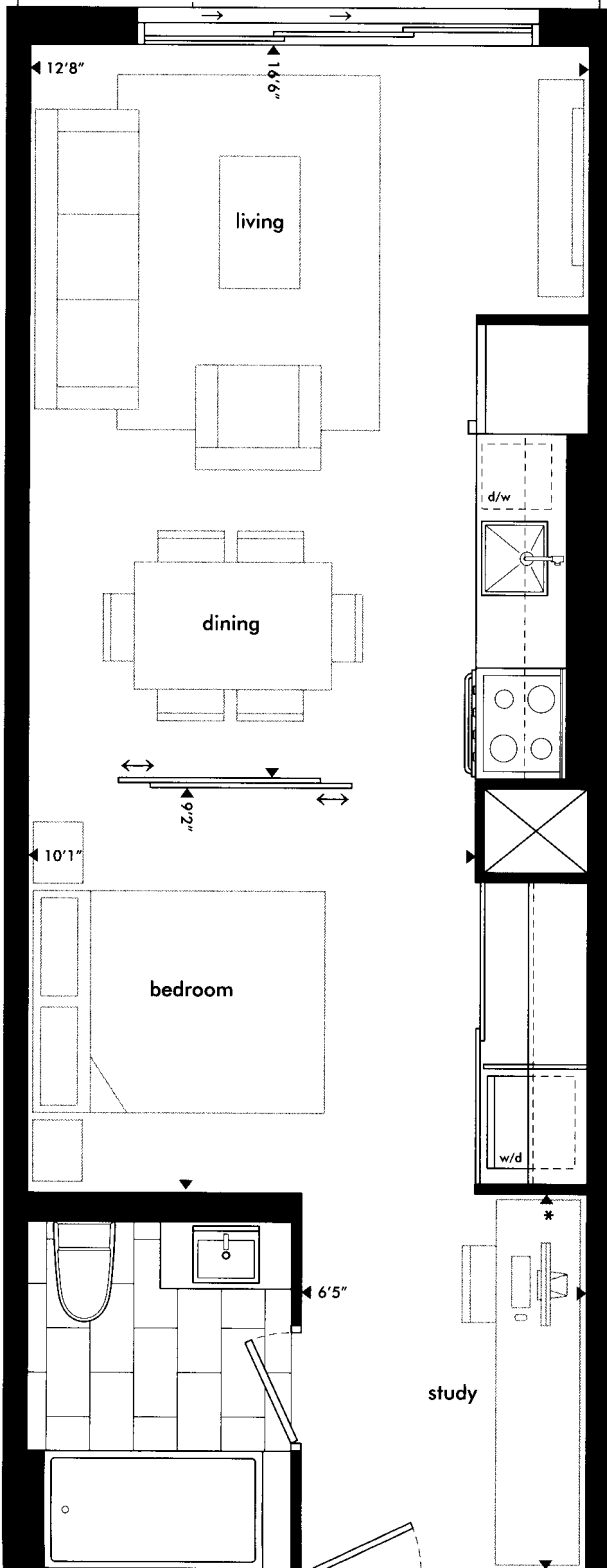 12'8"
16'6"
living
d/w
dining
9'2"
10'1"
bedroom
w/d
*
6'5"
study